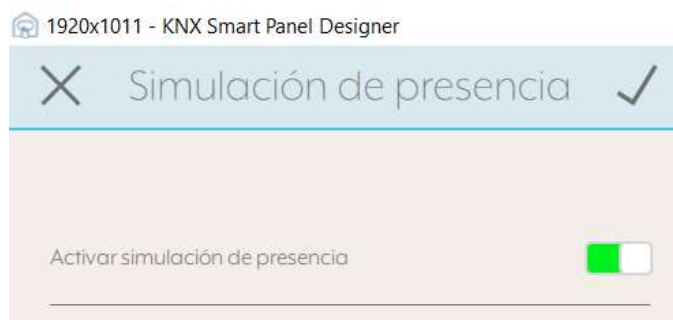 1920x1011 - KNX Smart Panel Designer
Simulación de presencia
Activar simulación de presencia